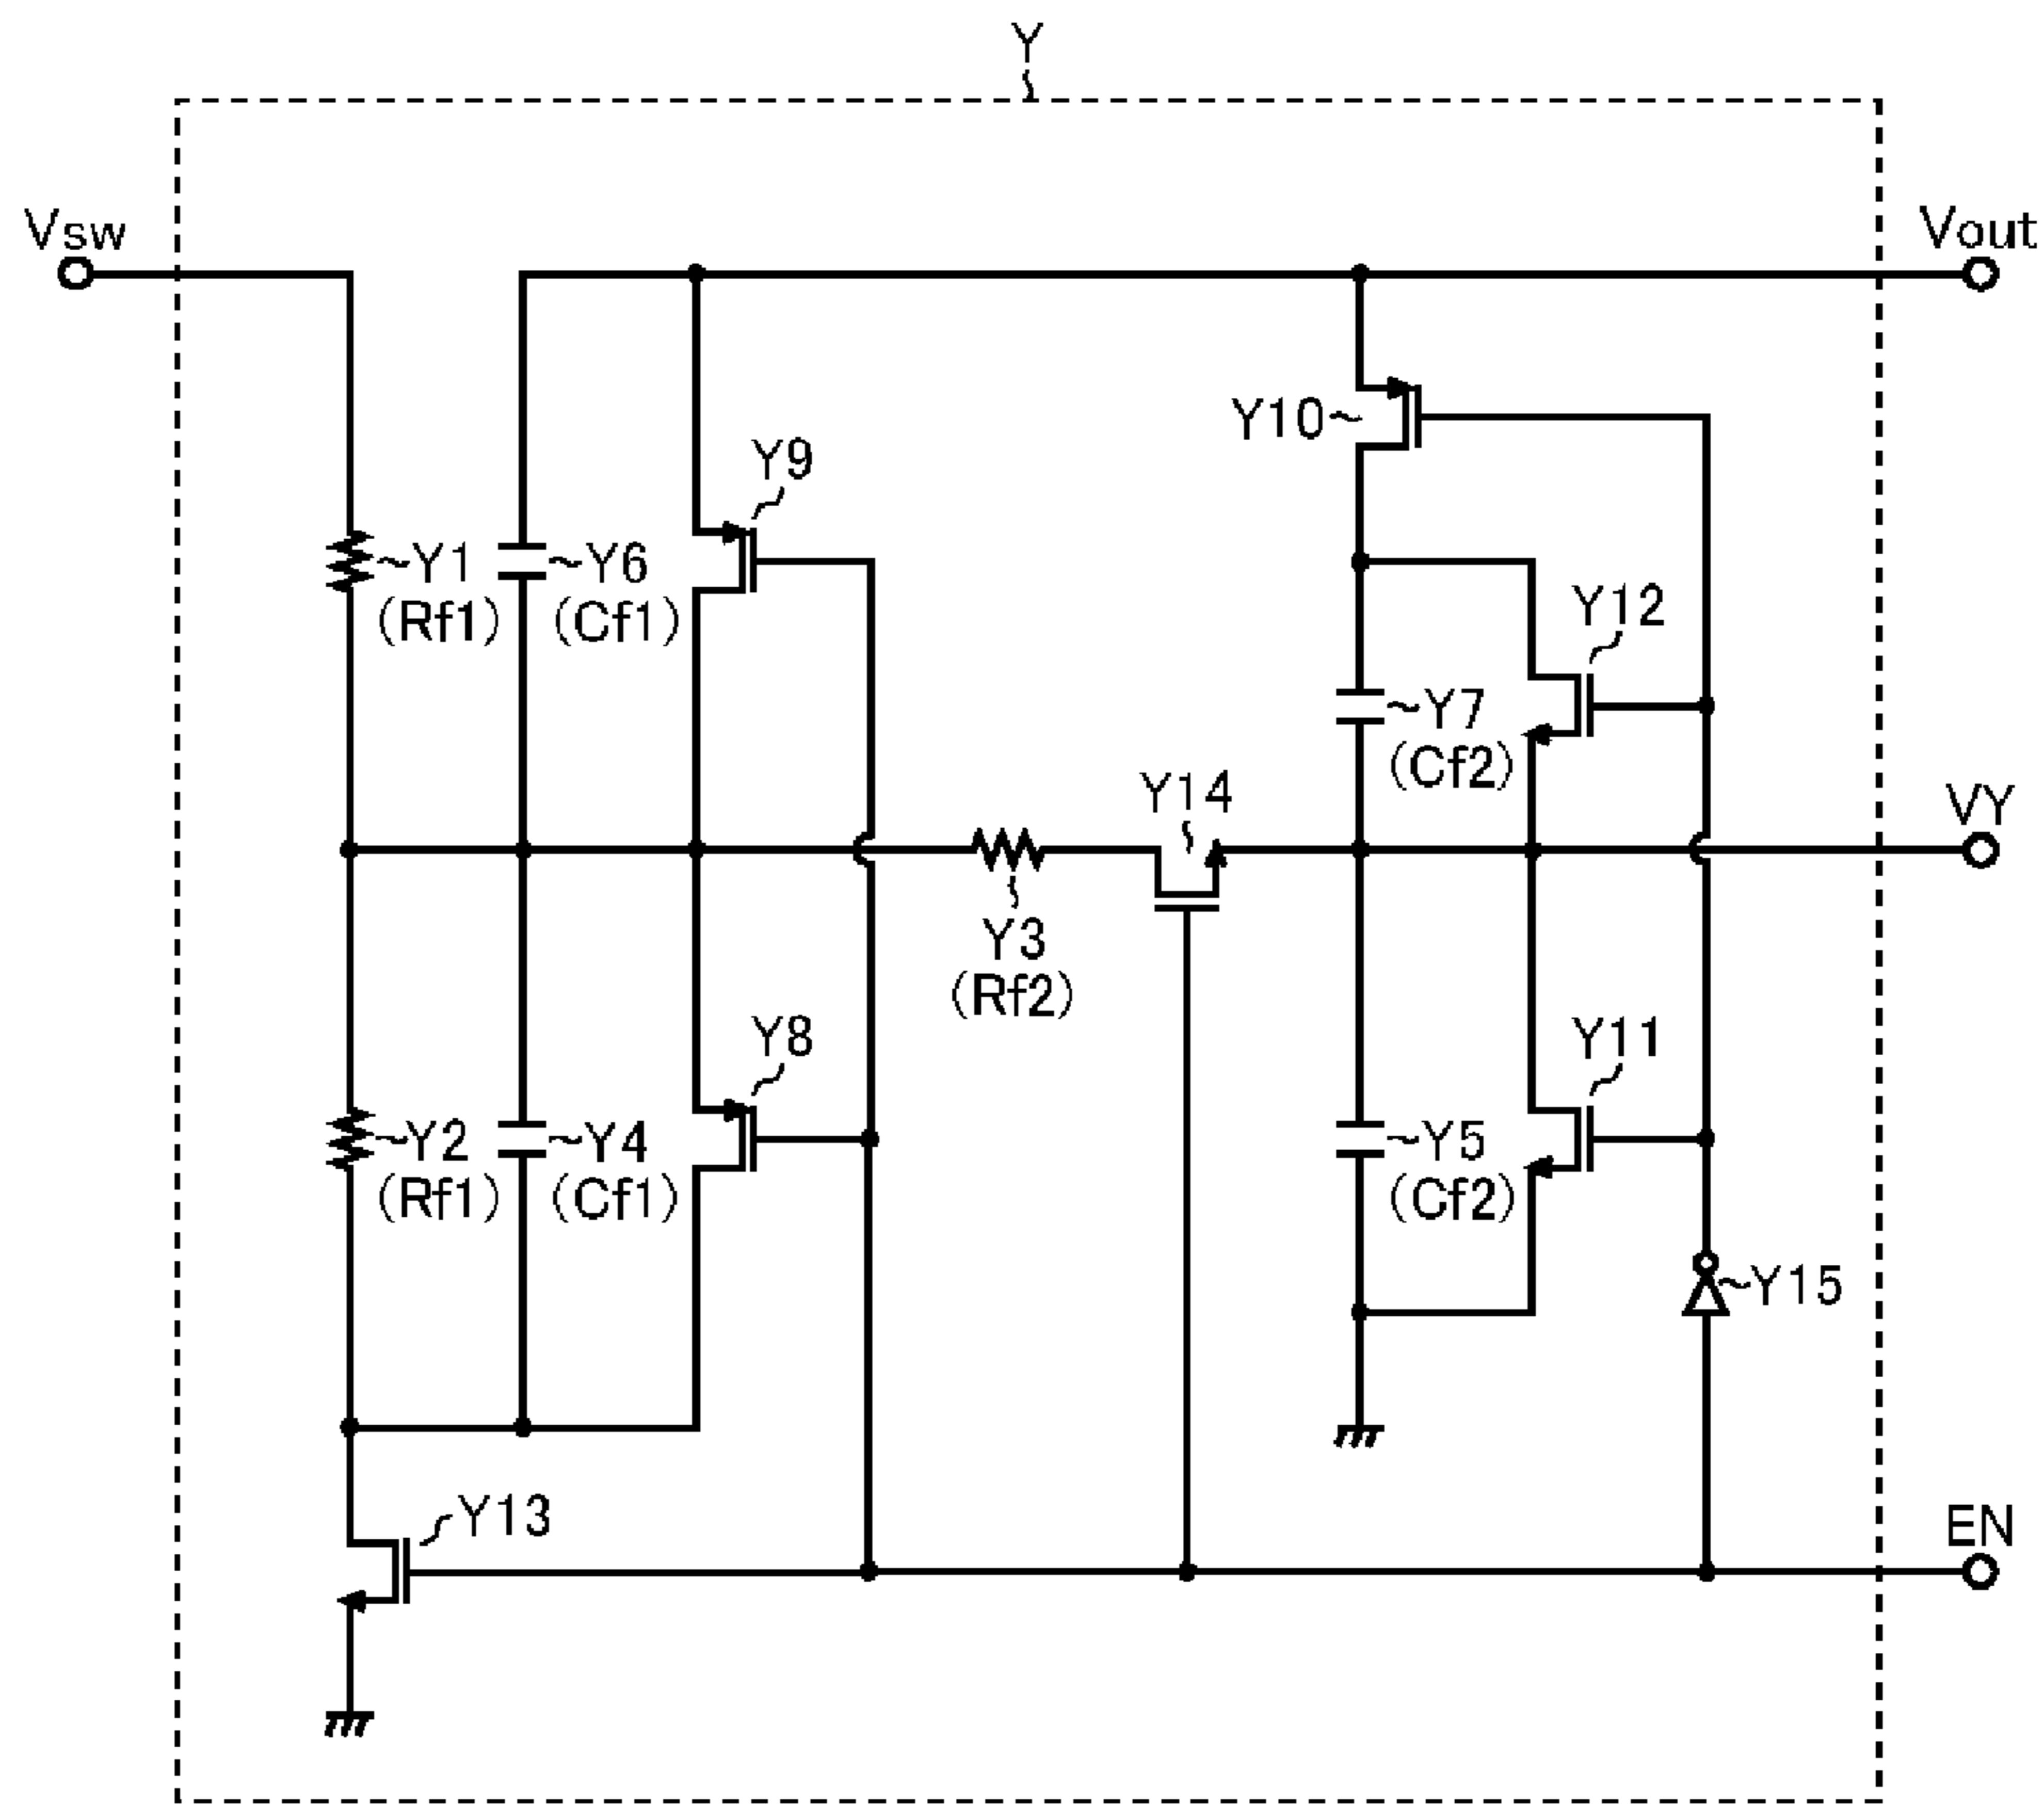 Y
Vsw
Vout
Y10
Y9
~Y1
(Rf1)
~Y6
(Cf1)
Y12
~Y7
(Cf2)
Y14
VY
Y3
(Rf2)
Y8
Y11
~Y2
(Rf1)
~Y4
(Cf1)
~Y5
(Cf2)
~Y15
Y13
EN